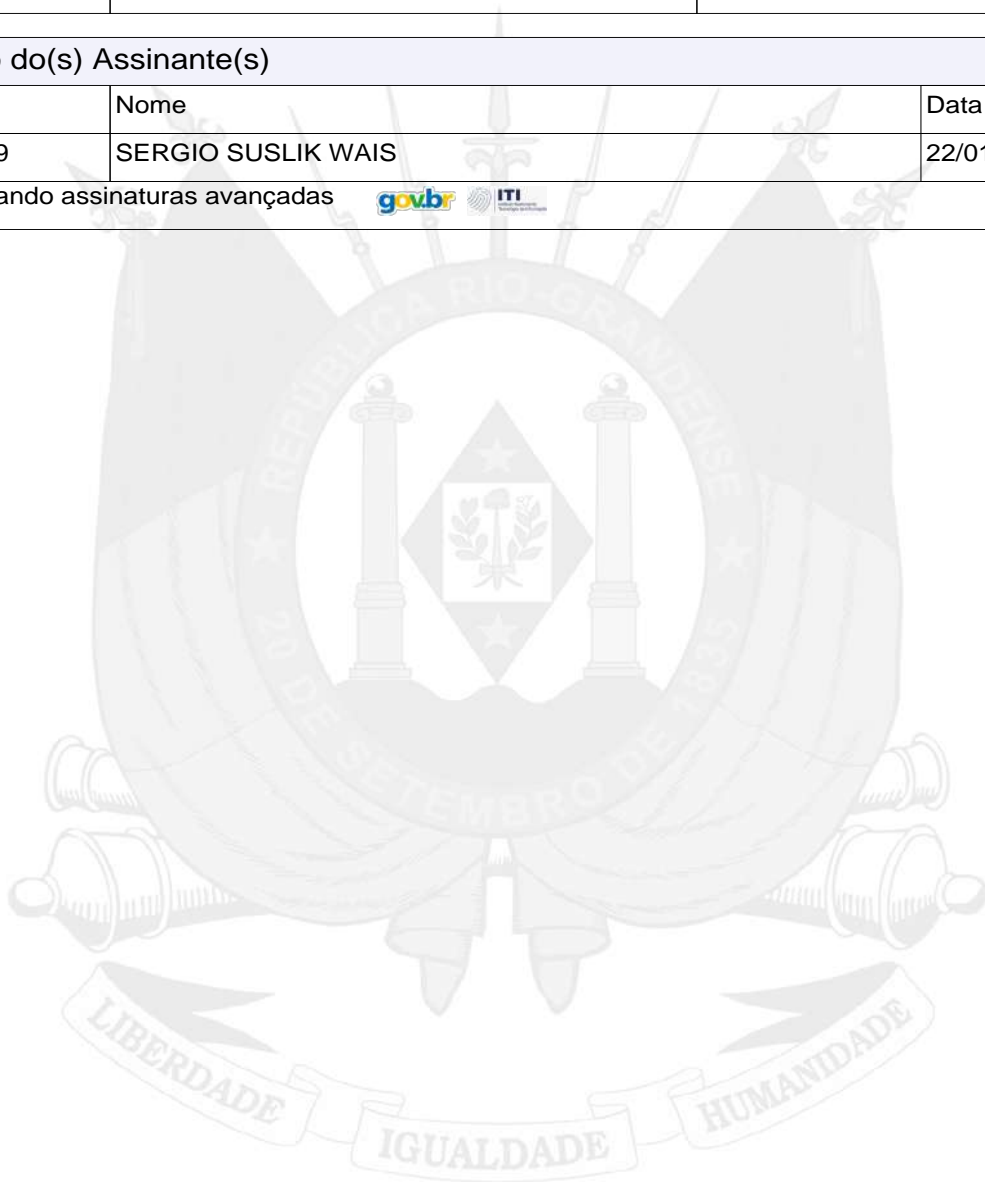 do(s) Assinante(s)
Nome
Data
9
SERGIO SUSLIK WAIS
22/01
ando assinaturas avançadas
gov.br
ITI
REPÚBLICA RIO-GRANDENSE
20 DE SETEMBRO DE 1835
LIBERDADE
IGUALDADE
HUMANIDADE